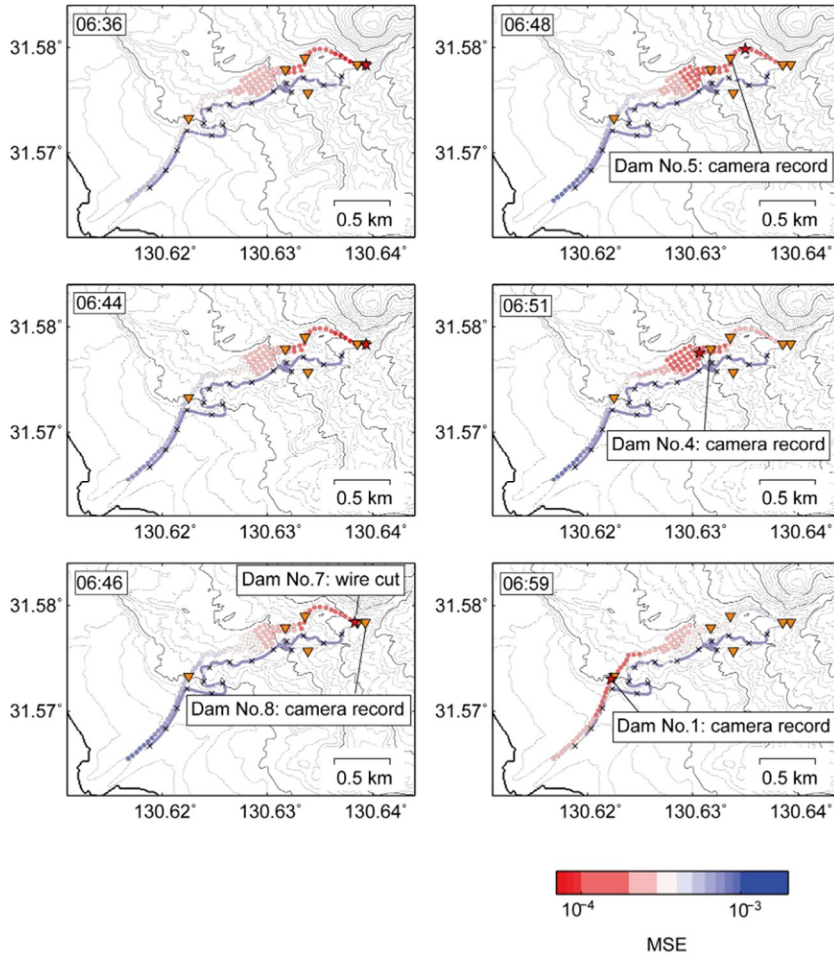 06:36
31.58˚
31.57˚
0.5 km
130.62˚ 130.63˚ 130.64˚
06:48
31.58˚
31.57˚
Dam No.5: camera record
0.5 km
130.62˚ 130.63˚ 130.64˚
06:44
31.58˚
31.57˚
0.5 km
130.62˚ 130.63˚ 130.64˚
06:51
31.58˚
31.57˚
Dam No.4: camera record
0.5 km
130.62˚ 130.63˚ 130.64˚
06:46
Dam No.7: wire cut
31.58˚
31.57˚
Dam No.8: camera record
0.5 km
130.62˚ 130.63˚ 130.64˚
06:59
31.58˚
31.57˚
Dam No.1: camera record
0.5 km
130.62˚ 130.63˚ 130.64˚
10⁻⁴ 10⁻³
MSE